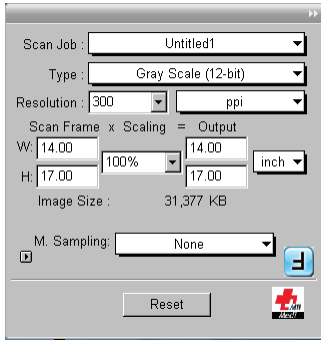 Scan Job : Untitled1
Type : Gray Scale (12-bit)
Resolution : 300 ppi
Scan Frame x Scaling = Output
W: 14.00 100% 14.00 inch
H: 17.00 17.00
Image Size : 31,377 KB
M. Sampling: None
Reset
Medi